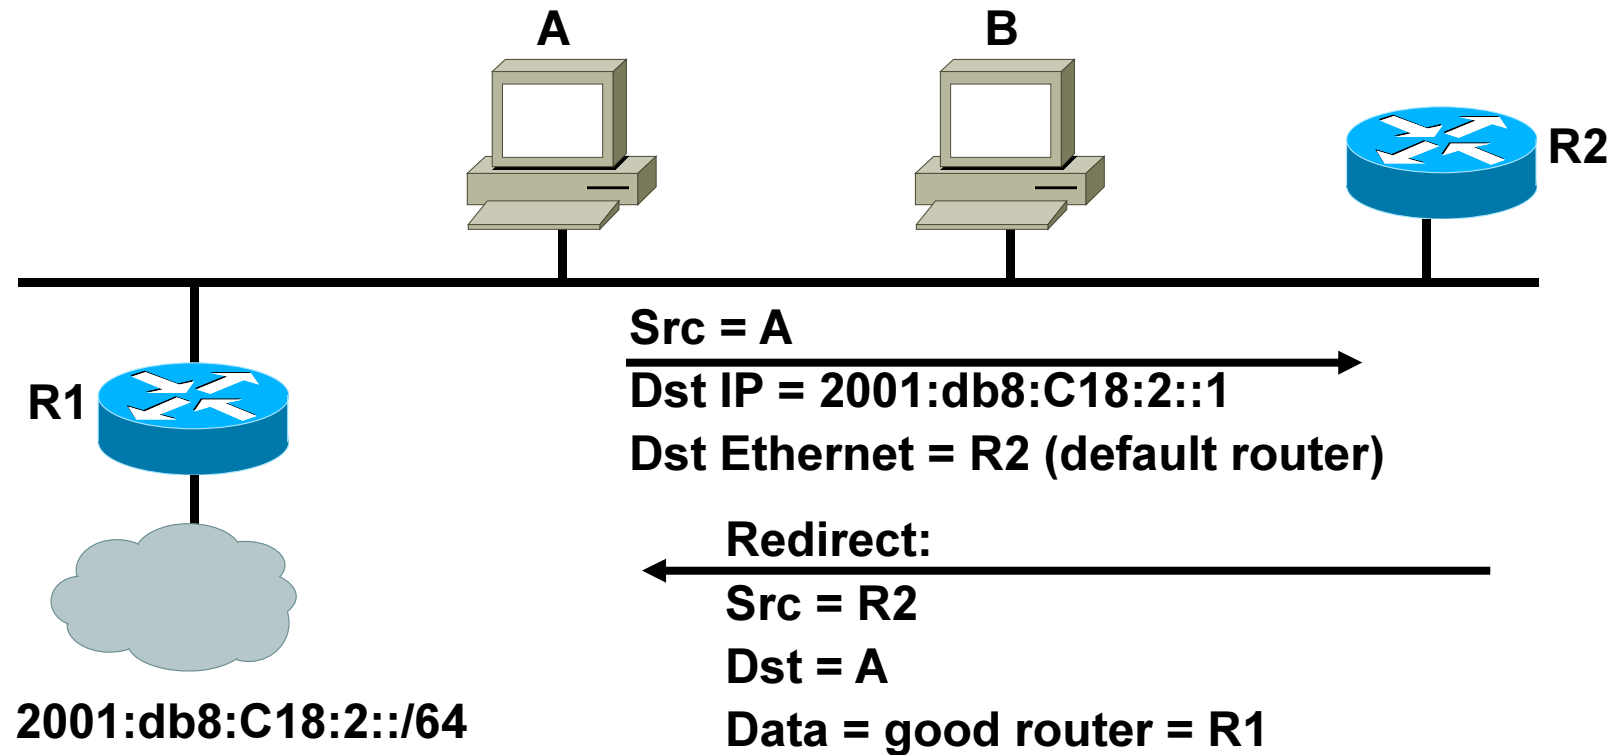 A
B
R2
Src = A
Dst IP = 2001:db8:C18:2::1
R1
Dst Ethernet = R2 (default router)
Redirect:
Src = R2
Dst = A
2001:db8:C18:2::/64
Data = good router = R1